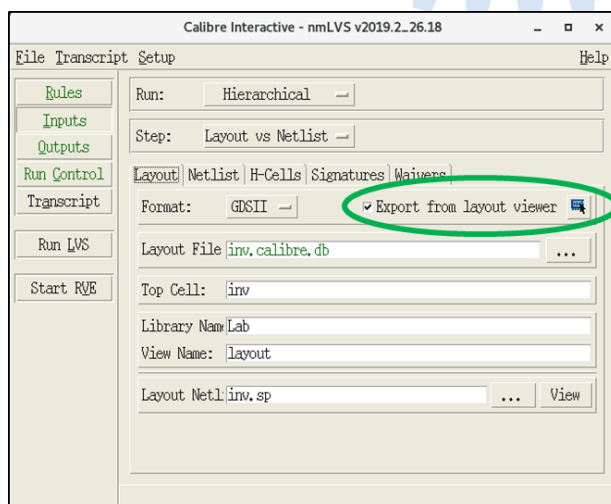 Calibre Interactive - nmLVS v2019.2_26.18
File Transcript Setup Help
Rules
Inputs
Outputs
Run Control
Transcript
Run LVS
Start RVE
Run: Hierarchical
Step: Layout vs Netlist
Layout Netlist H-Cells Signatures Waivers
Format: GDSII Export from layout viewer
Layout File inv.calibre.db ...
Top Cell: inv
Library Nam Lab
View Name: layout
Layout Netl: inv.sp ... View